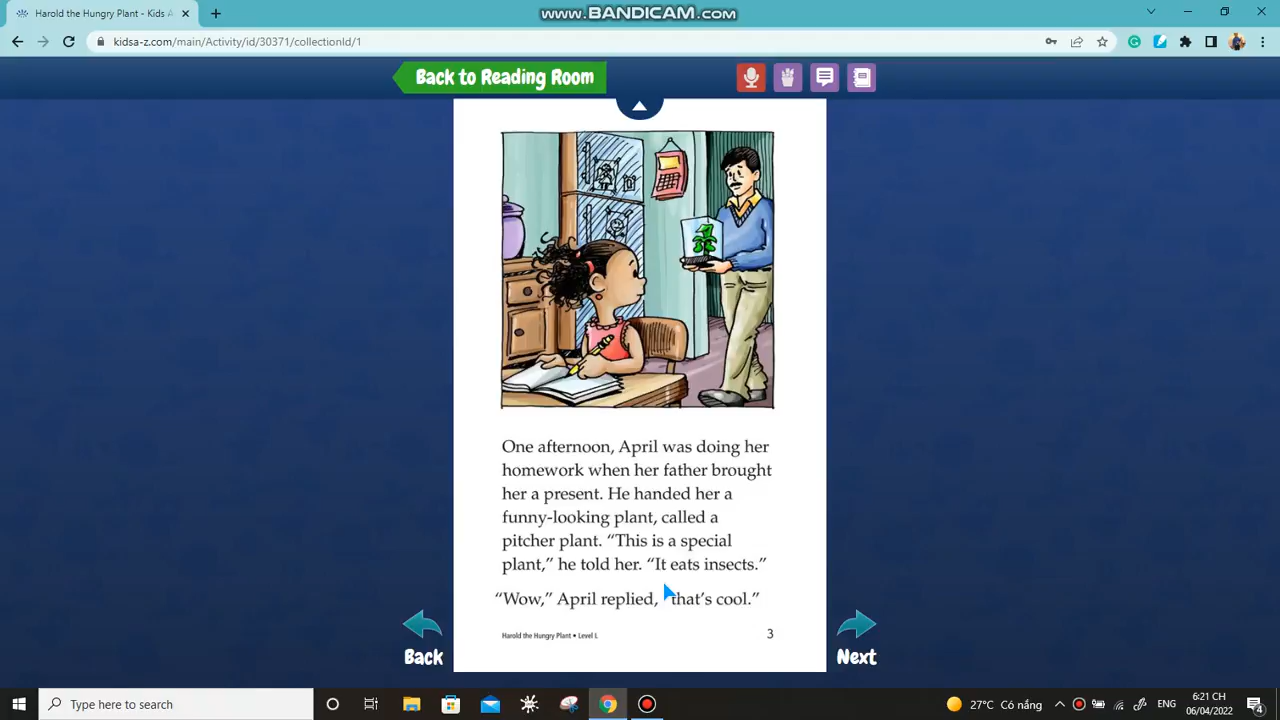 www.BANDICAM.com
Harold the Hungry Plant - Kids A
kidsa-z.com/main/Activity/id/30371/collectionId/1
Back to Reading Room
One afternoon, April was doing her
homework when her father brought
her a present. He handed her a
funny-looking plant, called a
pitcher plant. “This is a special
plant,” he told her. “It eats insects.”
“Wow,” April replied, “that’s cool.”
Harold the Hungry Plant • Level L
3
Back
Next
Type here to search
27°C Có nắng
ENG
6:21 CH
06/04/2022